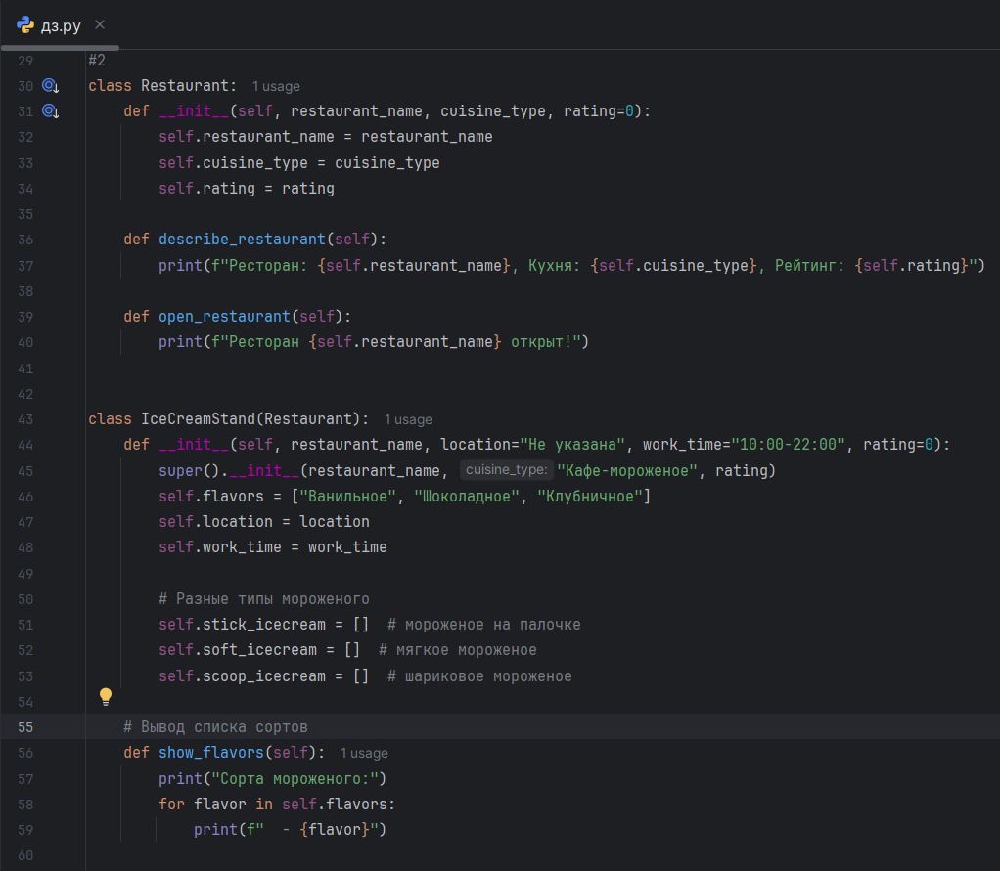 дз.py
29 #2
30 class Restaurant: 1 usage
31     def __init__(self, restaurant_name, cuisine_type, rating=0):
32         self.restaurant_name = restaurant_name
33         self.cuisine_type = cuisine_type
34         self.rating = rating
35
36     def describe_restaurant(self):
37         print(f"Ресторан: {self.restaurant_name}, Кухня: {self.cuisine_type}, Рейтинг: {self.rating}")
38
39     def open_restaurant(self):
40         print(f"Ресторан {self.restaurant_name} открыт!")
41
42
43 class IceCreamStand(Restaurant): 1 usage
44     def __init__(self, restaurant_name, location="Не указана", work_time="10:00-22:00", rating=0):
45         super().__init__(restaurant_name, cuisine_type: "Кафе-мороженое", rating)
46         self.flavors = ["Ванильное", "Шоколадное", "Клубничное"]
47         self.location = location
48         self.work_time = work_time
49
50         # Разные типы мороженого
51         self.stick_icecream = []  # мороженое на палочке
52         self.soft_icecream = []  # мягкое мороженое
53         self.scoop_icecream = []  # шариковое мороженое
54
55     # Вывод списка сортов
56     def show_flavors(self): 1 usage
57         print("Сорта мороженого:")
58         for flavor in self.flavors:
59             print(f"  - {flavor}")
60